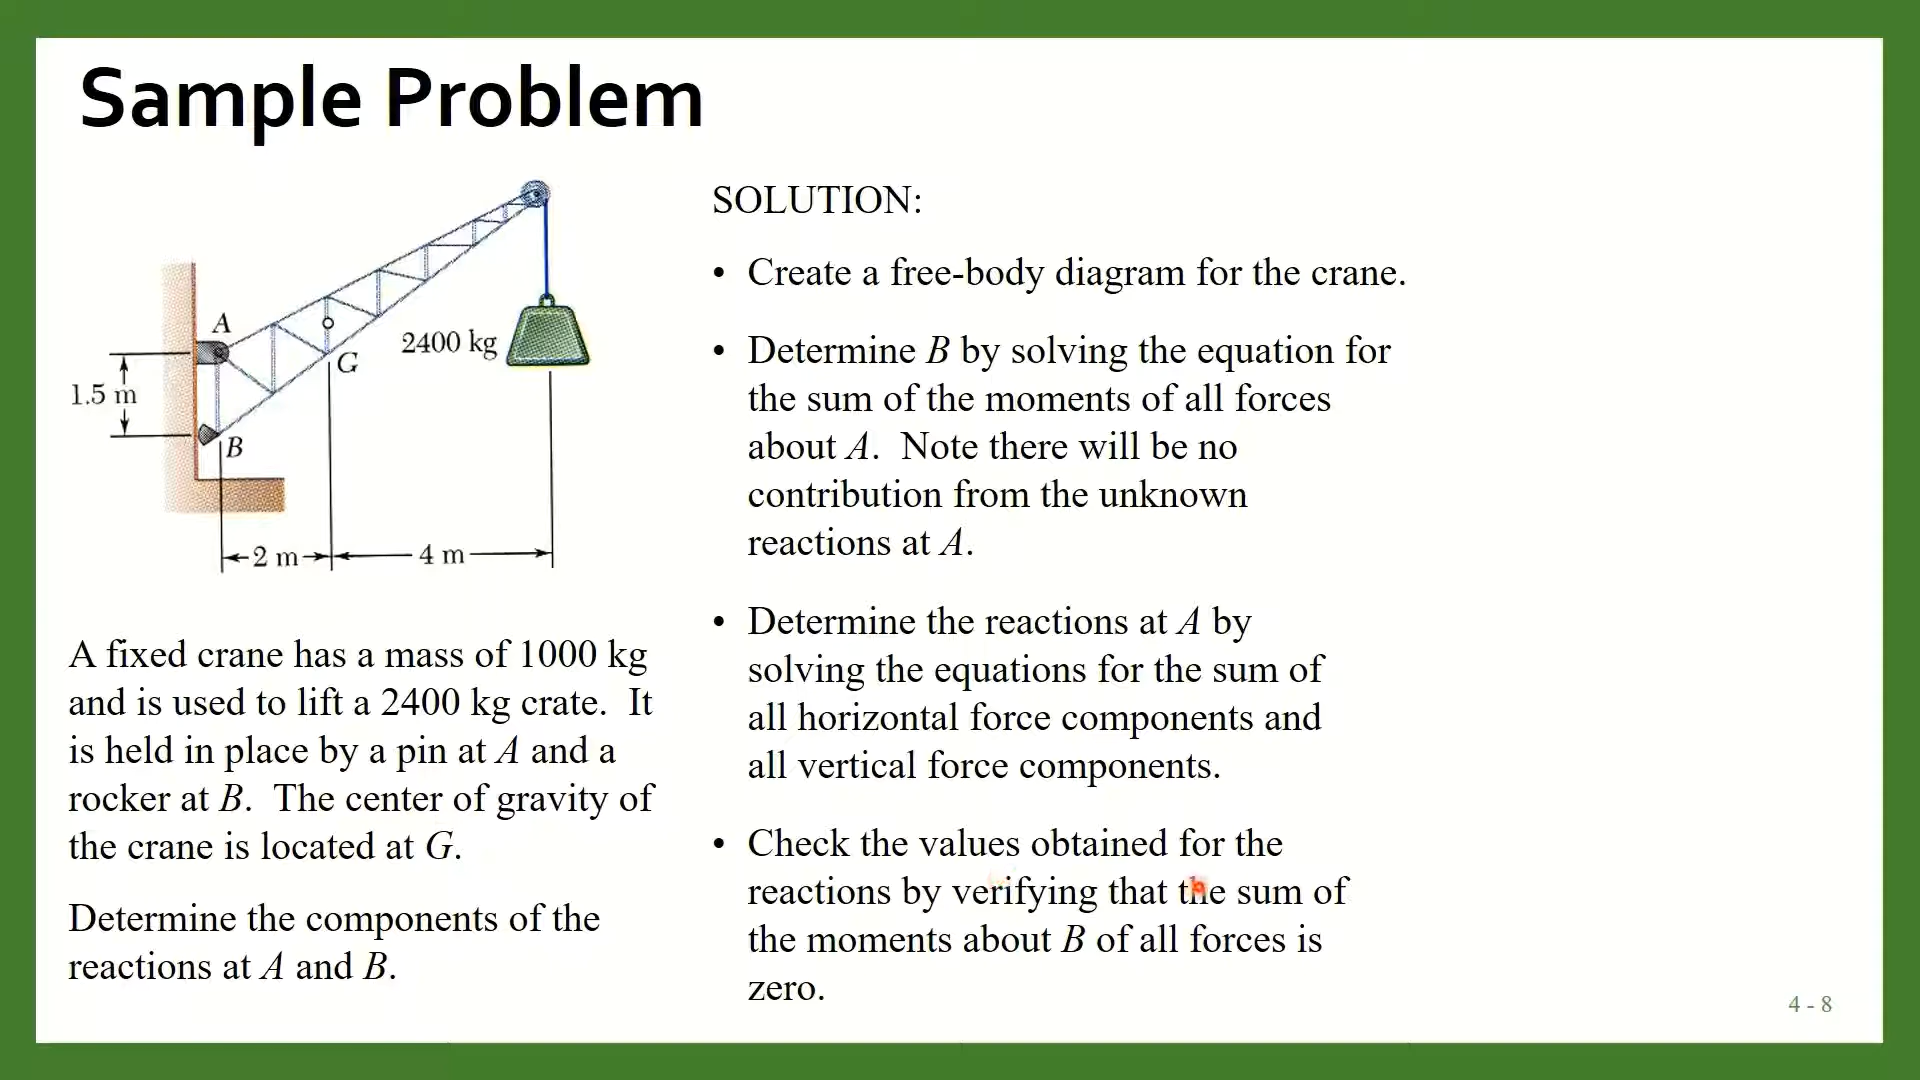 Sample Problem
A
G
2400 kg
1.5 m
B
2 m
4 m
A fixed crane has a mass of 1000 kg
and is used to lift a 2400 kg crate.  It
is held in place by a pin at A and a
rocker at B.  The center of gravity of
the crane is located at G.
Determine the components of the
reactions at A and B.
SOLUTION:
• Create a free-body diagram for the crane.
• Determine B by solving the equation for
the sum of the moments of all forces
about A.  Note there will be no
contribution from the unknown
reactions at A.
• Determine the reactions at A by
solving the equations for the sum of
all horizontal force components and
all vertical force components.
• Check the values obtained for the
reactions by verifying that the sum of
the moments about B of all forces is
zero.
4 - 8